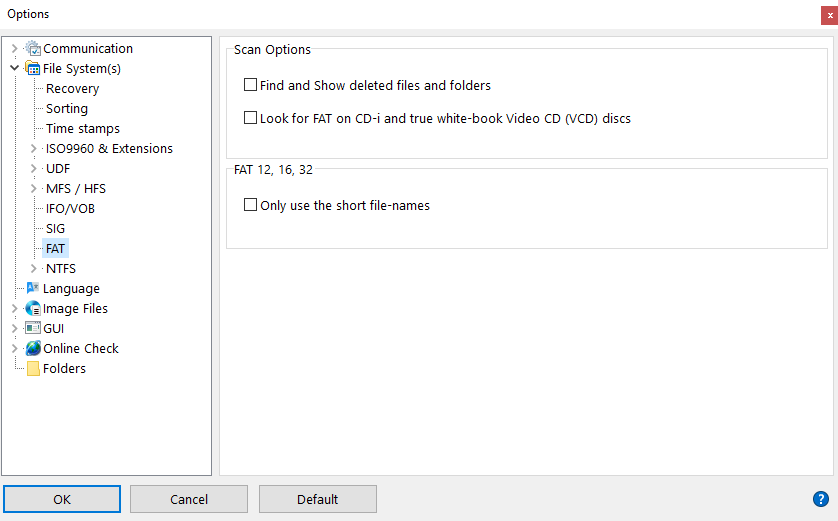 Options
x
Communication
File System(s)
Recovery
Sorting
Time stamps
ISO9960 & Extensions
UDF
MFS / HFS
IFO/VOB
SIG
FAT
NTFS
Language
Image Files
GUI
Online Check
Folders
Scan Options
Find and Show deleted files and folders
Look for FAT on CD-i and true white-book Video CD (VCD) discs
FAT 12, 16, 32
Only use the short file-names
OK
Cancel
Default
?